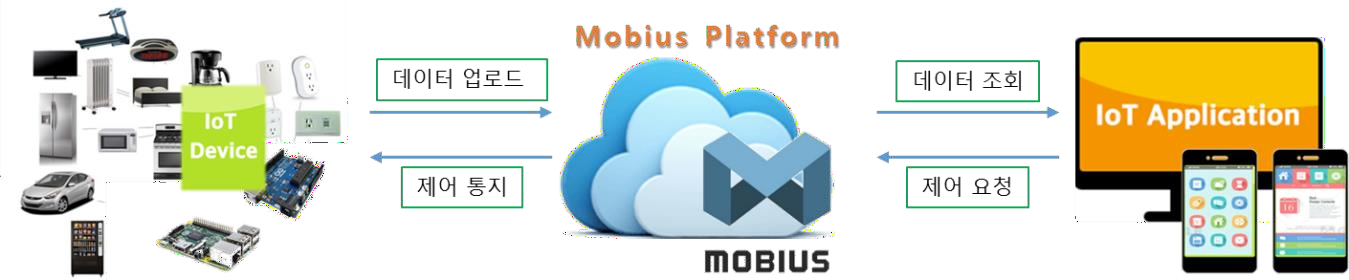 Mobius Platform
데이터 업로드
데이터 조회
IoT
Device
IoT Application
제어 통지
제어 요청
16
MOBIUS